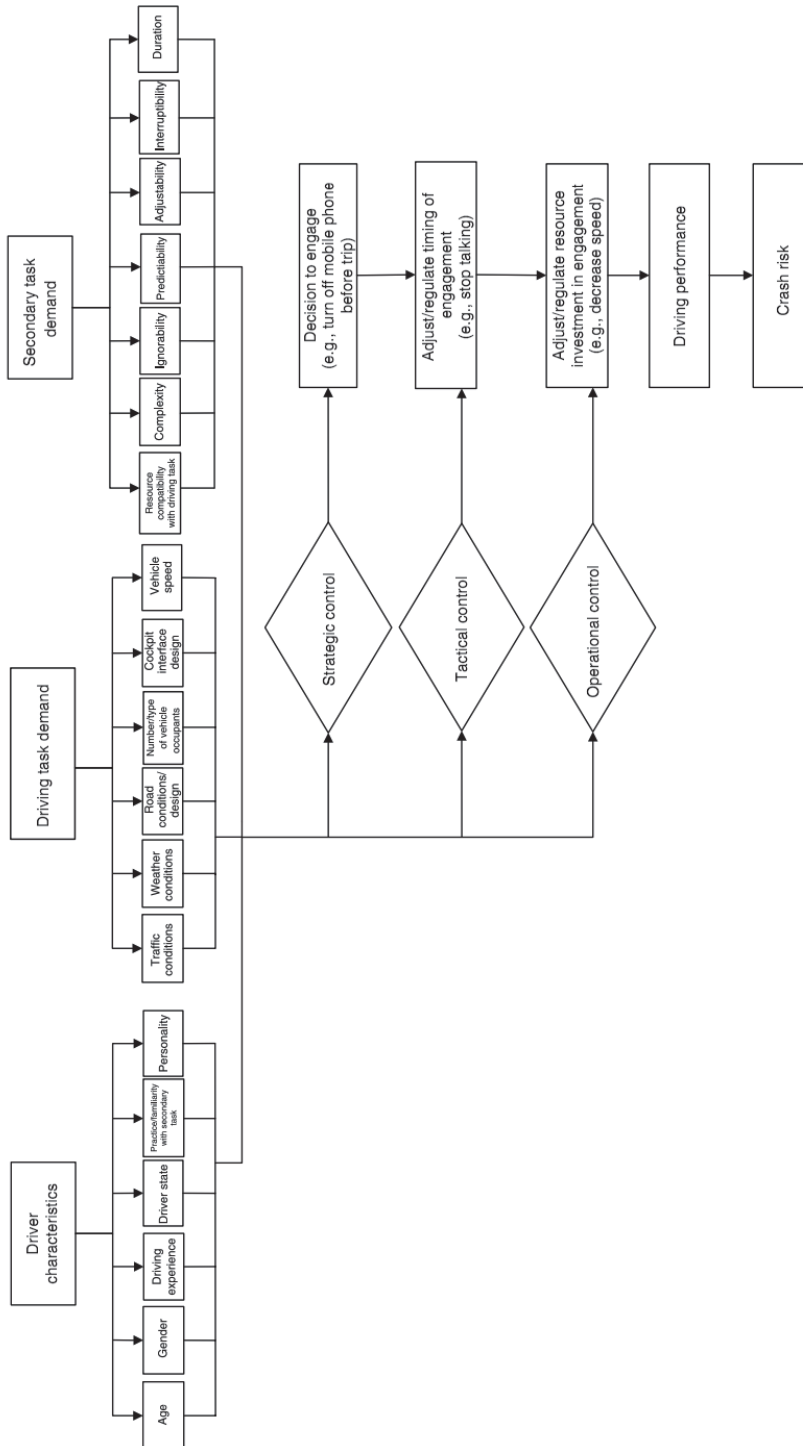 Driver
characteristics
Driving task demand
Secondary task
demand
Age
Gender
Driving
experience
Driver state
Practice/familiarity
with secondary
task
Personality
Traffic
conditions
Weather
conditions
Road
conditions/
design
Number/type
of vehicle
occupants
Cockpit
interface
design
Vehicle
speed
Resource
compatibility
with driving task
Complexity
Ignorability
Predictiability
Adjustability
Interruptibility
Duration
Strategic control
Decision to engage
(e.g., turn off mobile phone
before trip)
Tactical control
Adjust/regulate timing of
engagement
(e.g., stop talking)
Operational control
Adjust/regulate resource
investment in engagement
(e.g., decrease speed)
Driving performance
Crash risk